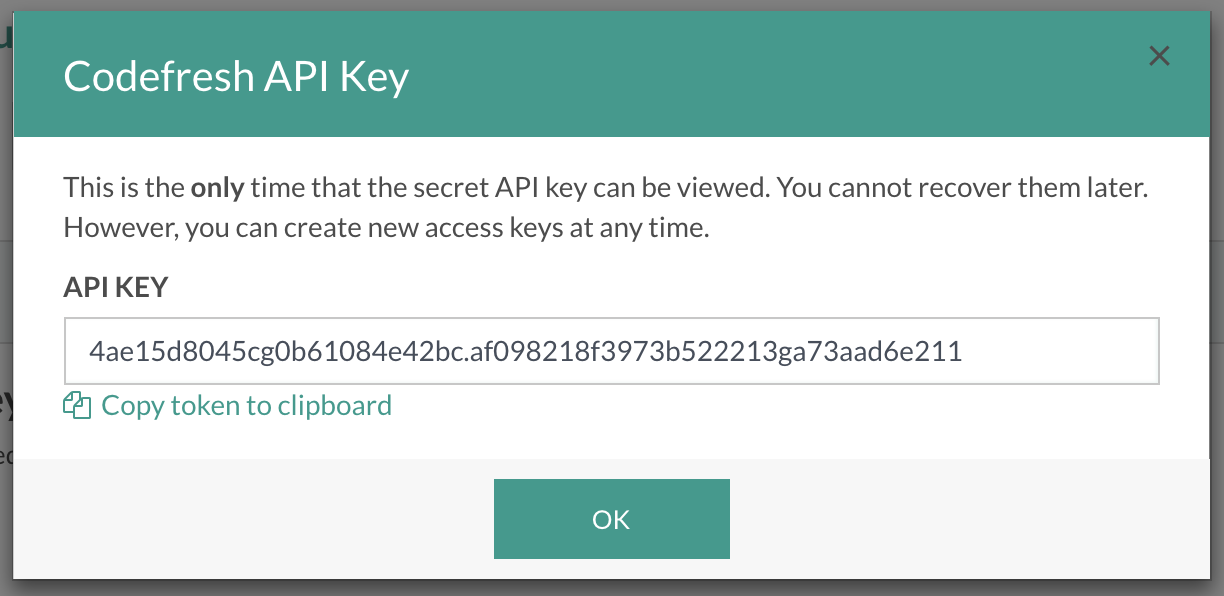 Codefresh API Key
This is the only time that the secret API key can be viewed. You cannot recover them later.
However, you can create new access keys at any time.
API KEY
4ae15d8045cg0b61084e42bc.af098218f3973b522213ga73aad6e211
Copy token to clipboard
OK